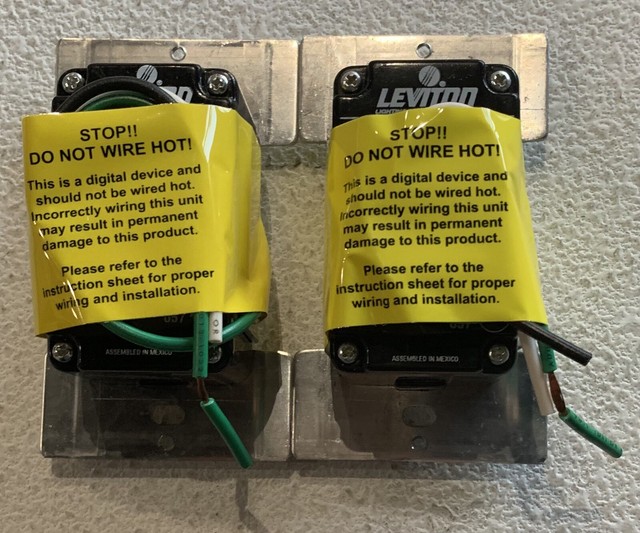 STOP!!
DO NOT WIRE HOT!
This is a digital device and
should not be wired hot.
Incorrectly wiring this unit
may result in permanent
damage to this product.
Please refer to the
instruction sheet for proper
wiring and installation.
OR
ASSEMBLED IN MEXICO
LEVITON
STOP!!
DO NOT WIRE HOT!
This is a digital device and
should not be wired hot.
Incorrectly wiring this unit
may result in permanent
damage to this product.
Please refer to the
instruction sheet for proper
wiring and installation.
ASSEMBLED IN MEXICO